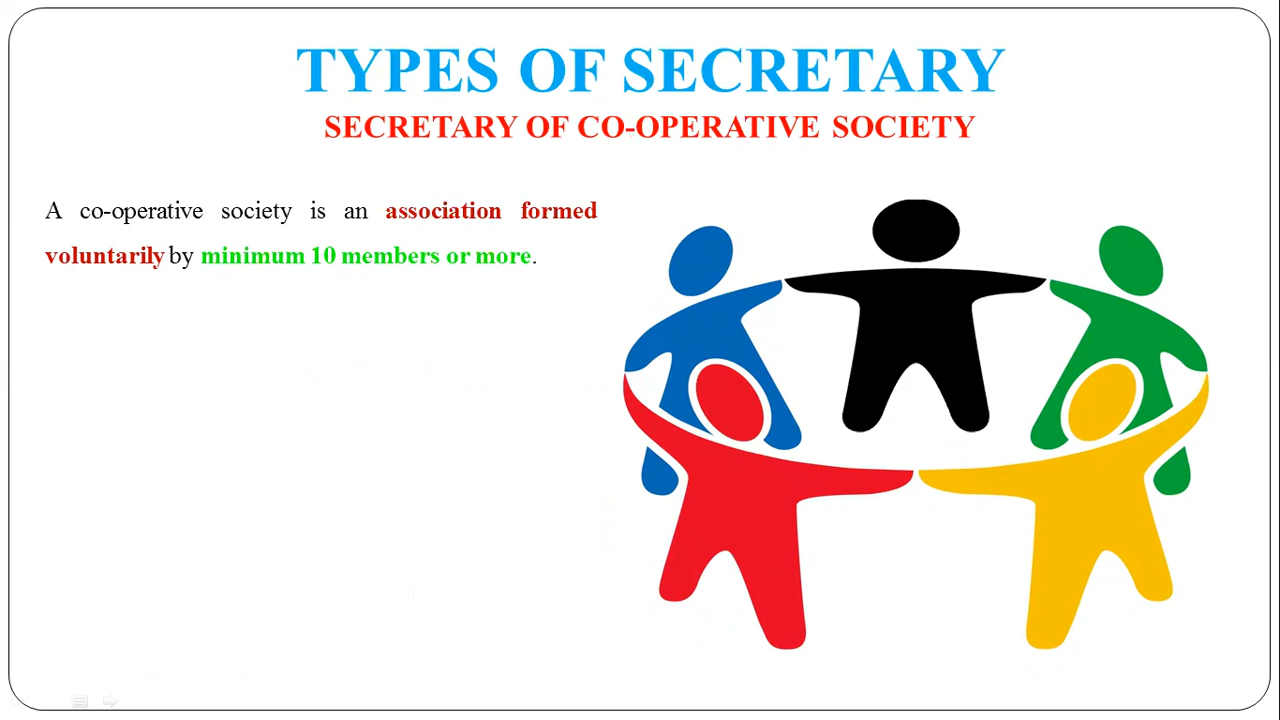 TYPES OF SECRETARY
SECRETARY OF CO-OPERATIVE SOCIETY
A co-operative society is an association formed
voluntarily by minimum 10 members or more.